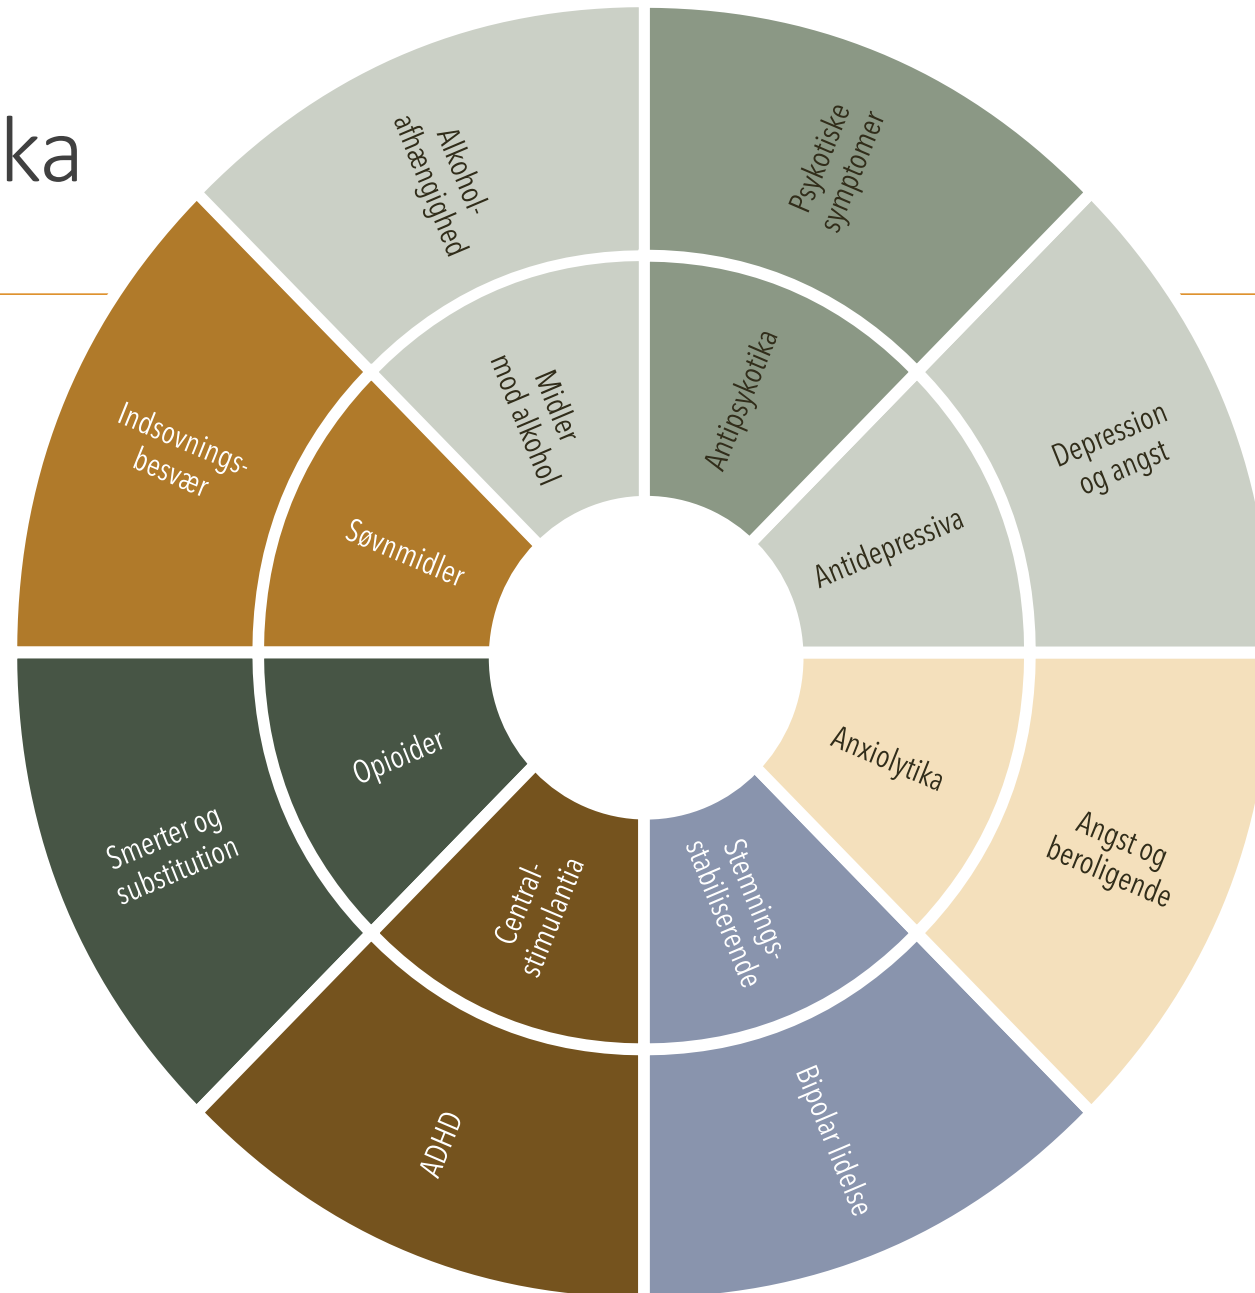 ka
Psykotiske
symptomer
Antipsykotika
Depression
og angst
Antidepressiva
Angst og
beroligende
Anxiolytika
Bipolar lidelse
Stemnings-
stabiliserende
ADHD
Central-
stimulantia
Smerter og
substitution
Opioider
Indsovnings-
besvær
Søvnmidler
Alkohol-
afhængighed
Midler
mod alkohol